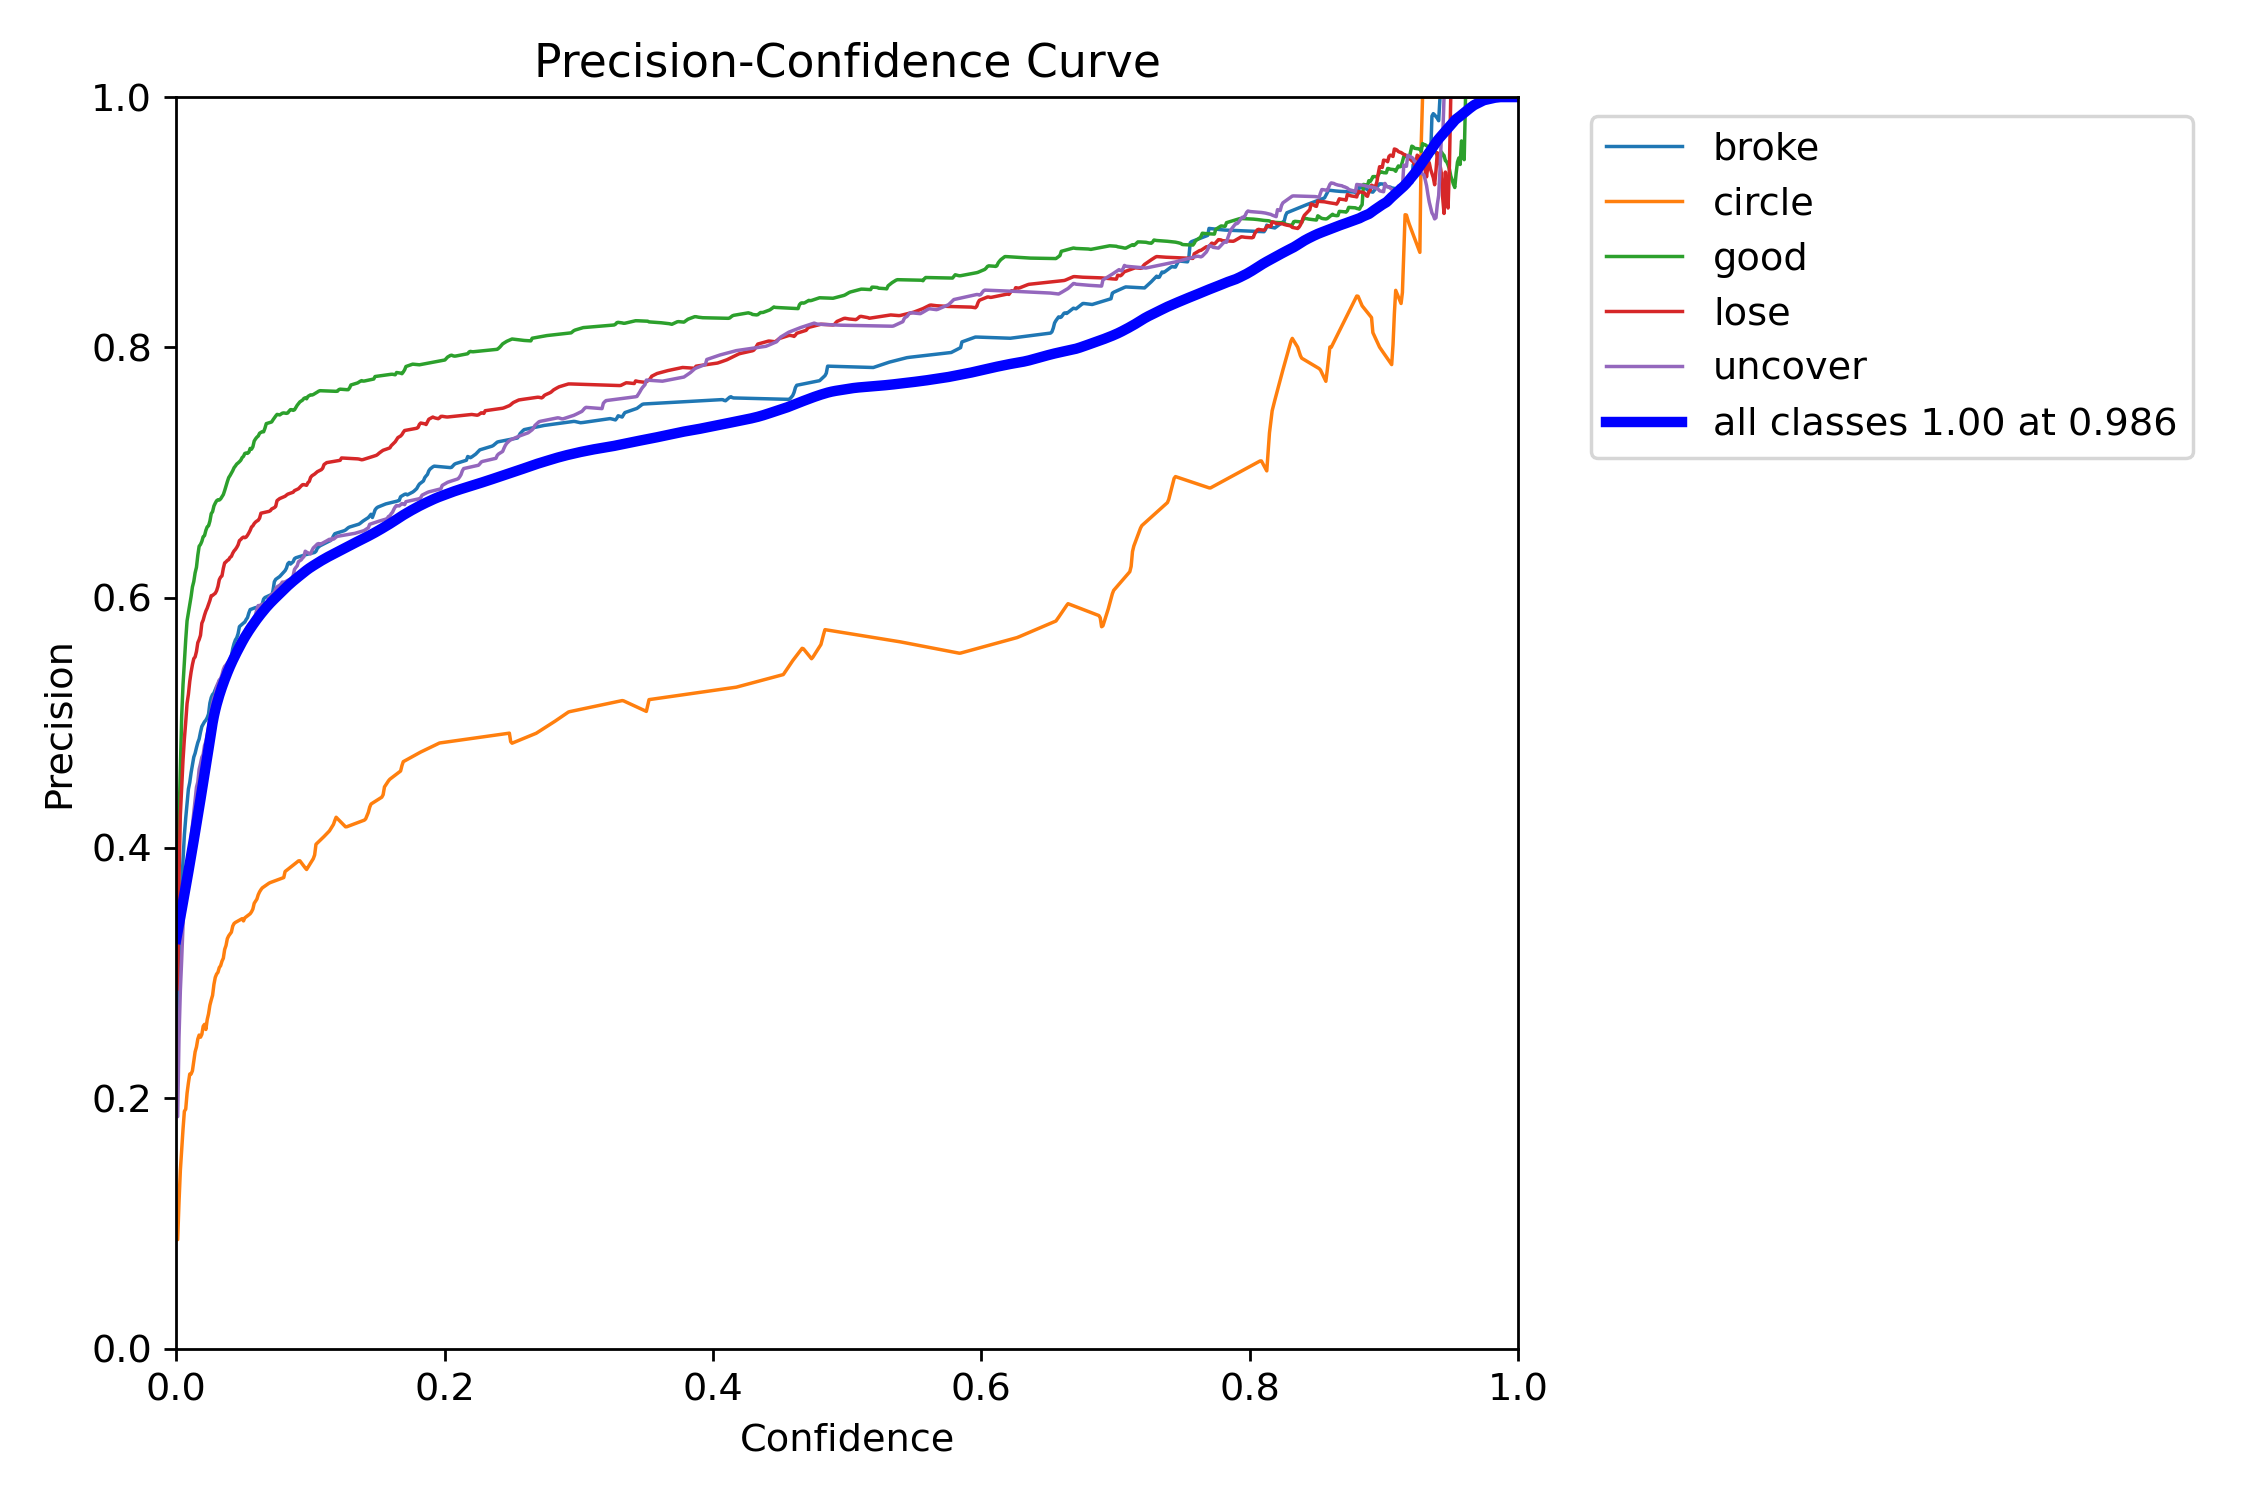 Precision-Confidence Curve
1.0
0.8
0.6
0.4
0.2
0.0
Precision
0.0 0.2 0.4 0.6 0.8 1.0
Confidence
broke
circle
good
lose
uncover
all classes 1.00 at 0.986